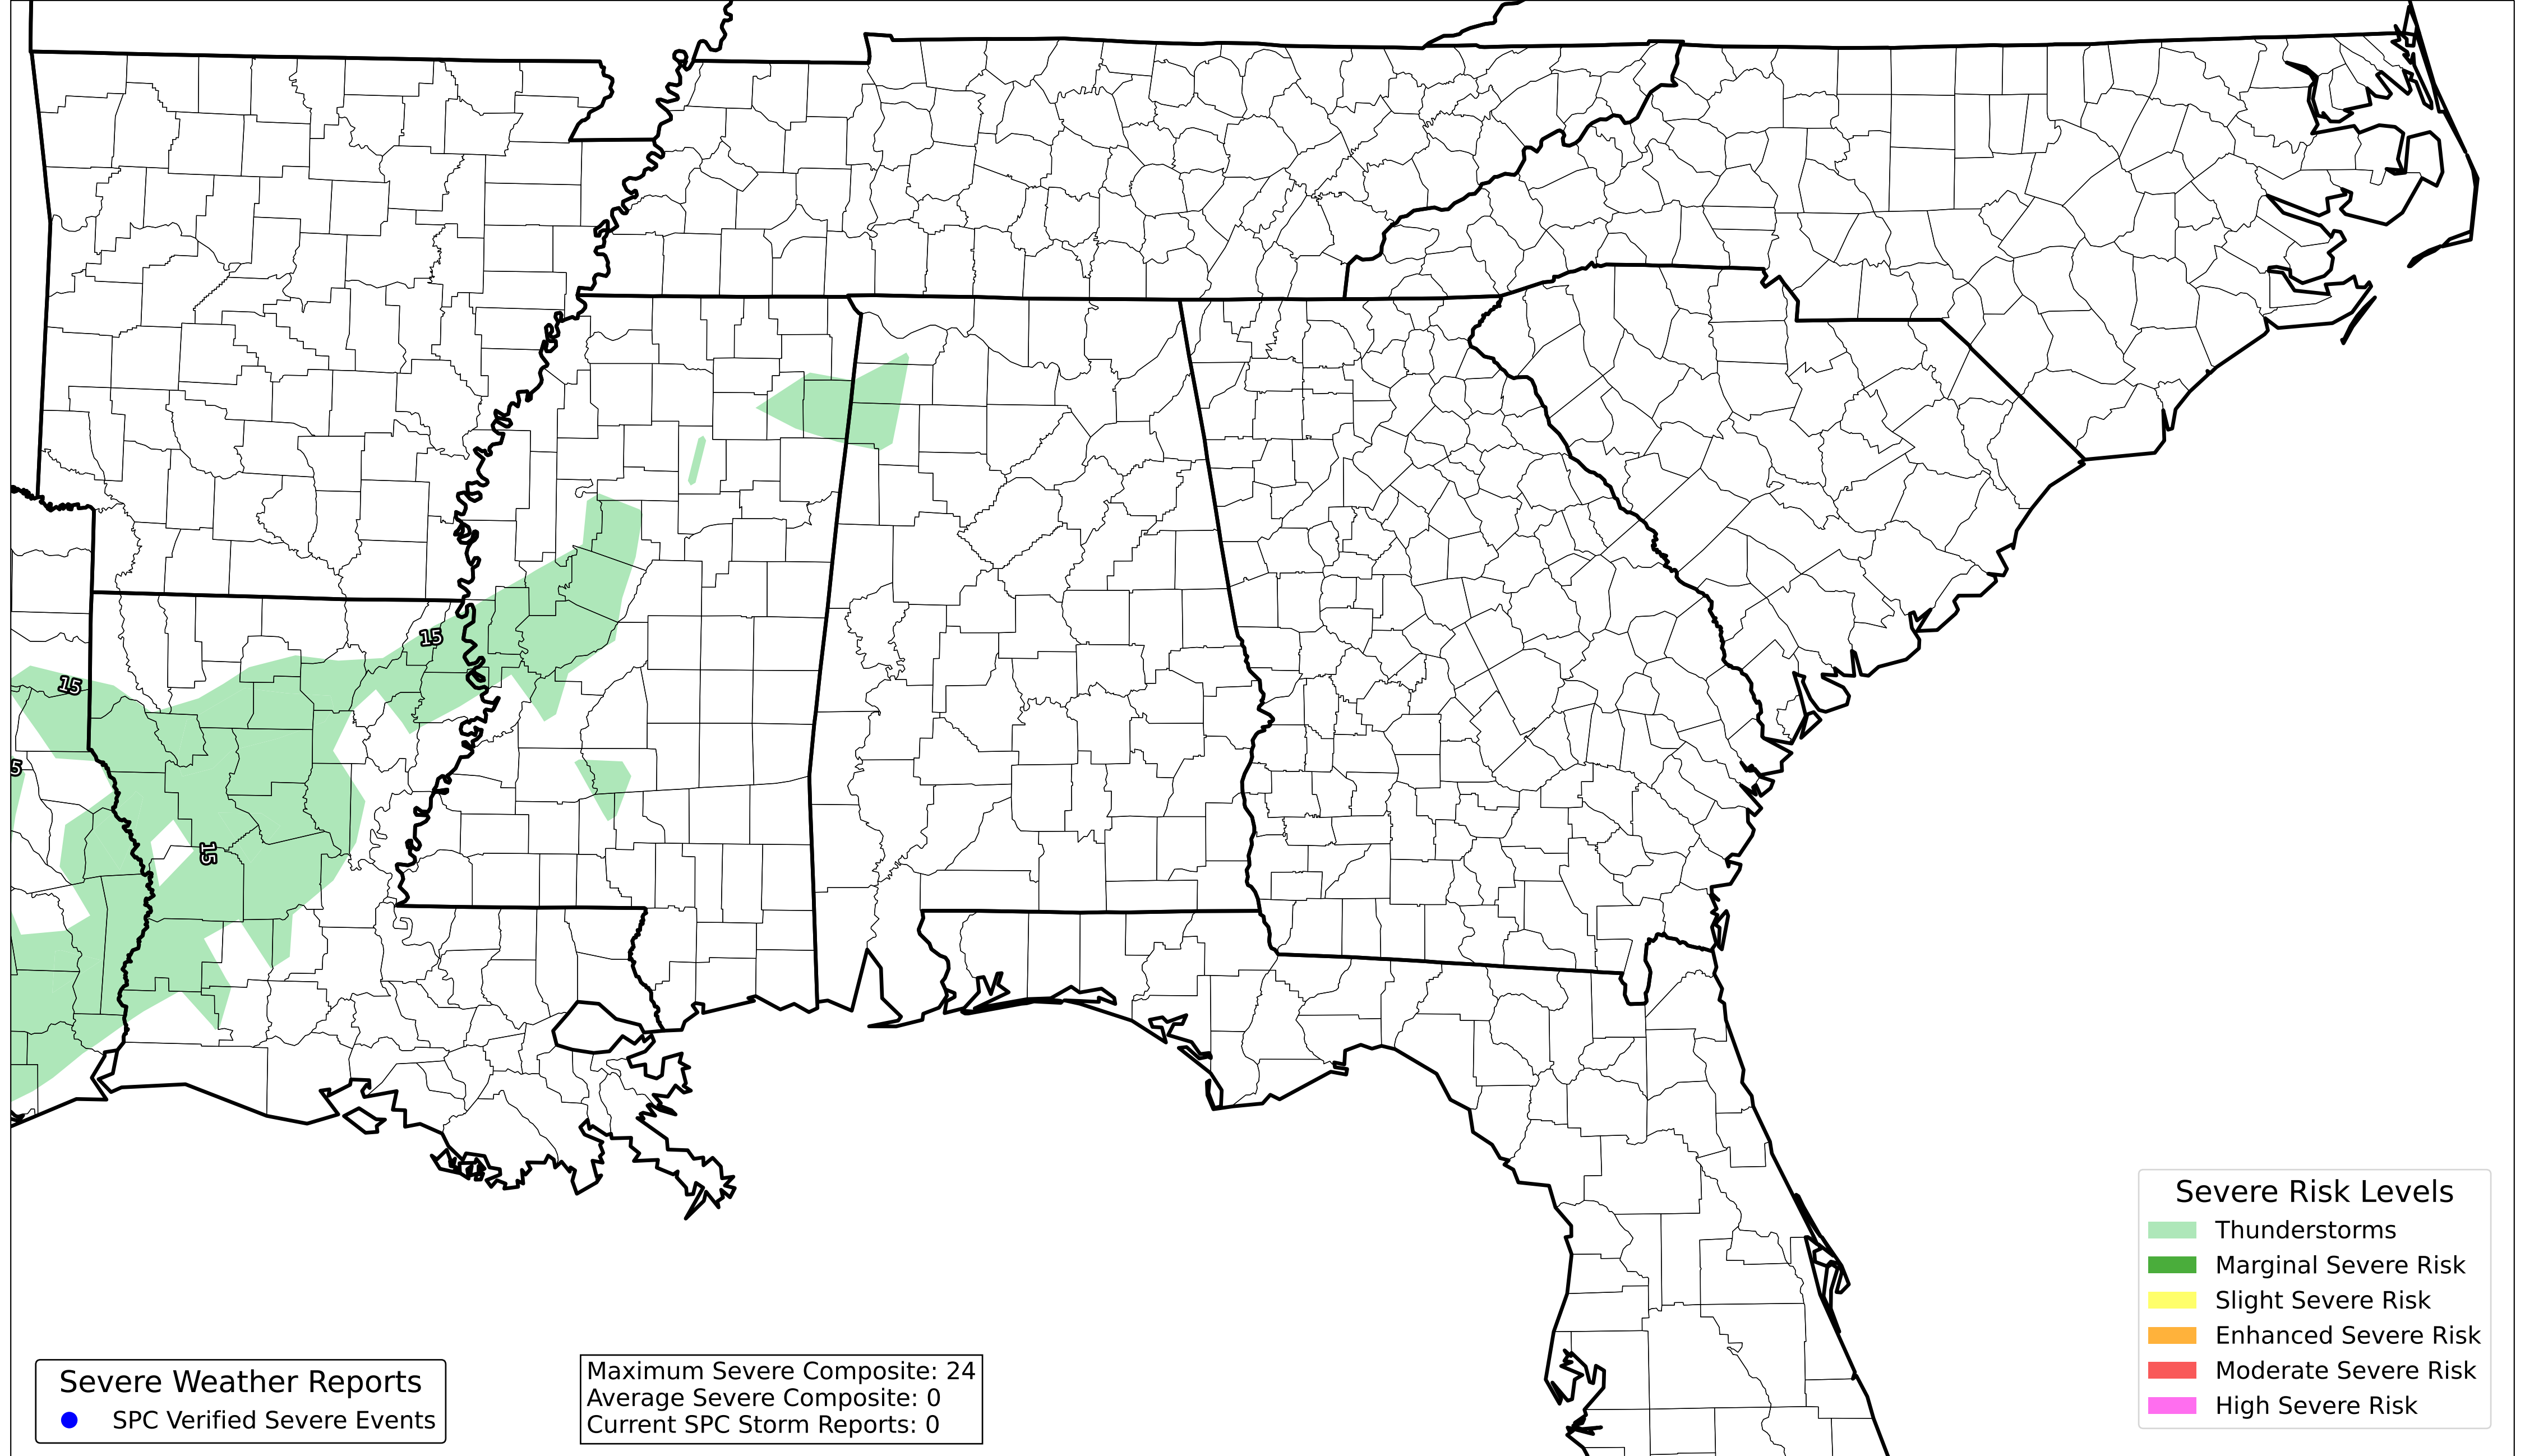 15
15
5
15
Severe Weather Reports
SPC Verified Severe Events
Maximum Severe Composite: 24
Average Severe Composite: 0
Current SPC Storm Reports: 0
Severe Risk Levels
Thunderstorms
Marginal Severe Risk
Slight Severe Risk
Enhanced Severe Risk
Moderate Severe Risk
High Severe Risk